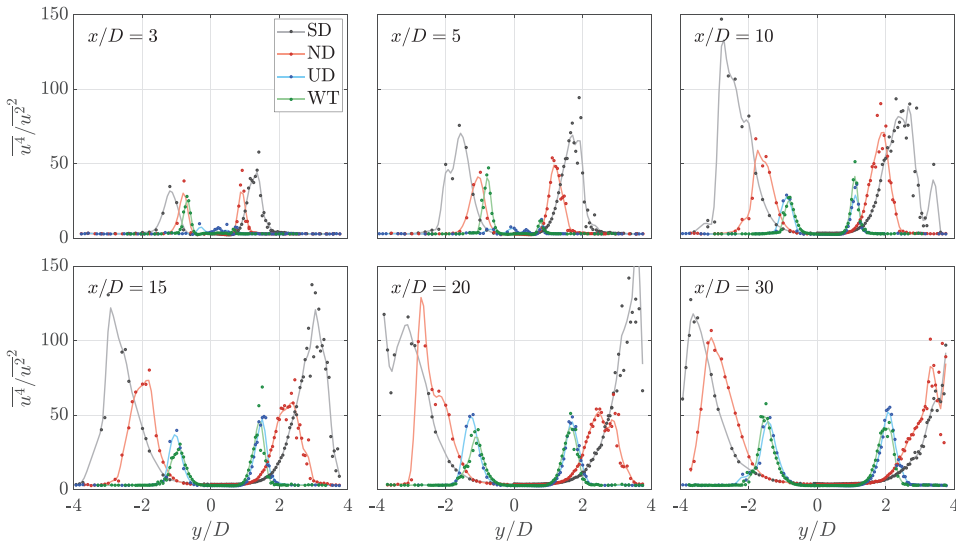 150
100
50
0
$\overline{u^4}/\overline{u^2}^2$
x/D = 3
SD
ND
UD
WT
x/D = 5
x/D = 10
150
100
50
0
$\overline{u^4}/\overline{u^2}^2$
x/D = 15
x/D = 20
x/D = 30
-4 -2 0 2 4 -2 0 2 4 -2 0 2 4
y/D y/D y/D